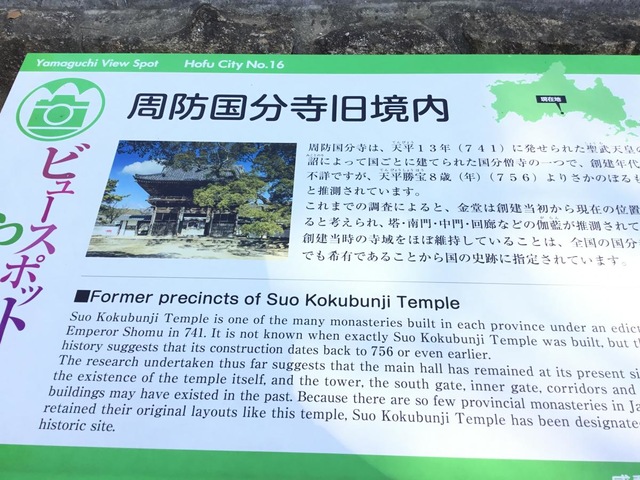 Yamaguchi View Spot Hofu City No.16
周防国分寺旧境内
現在地
ビュースポット
周防国分寺は、天平13年（741）に発せられた聖武天皇の
詔によって国ごとに建てられた国分僧寺の一つで、創建年代
不詳ですが、天平勝宝8歳（年）（756）よりさかのぼるも
と推測されています。
これまでの調査によると、金堂は創建当初から現在の位置
ると考えられ、塔・南門・中門・回廊などの伽藍が推測されて
創建当時の寺域をほぼ維持していることは、全国の国分
でも希有であることから国の史跡に指定されています。
■Former precincts of Suo Kokubunji Temple
Suo Kokubunji Temple is one of the many monasteries built in each province under an edic
Emperor Shomu in 741. It is not known when exactly Suo Kokubunji Temple was built, but th
history suggests that its construction dates back to 756 or even earlier.
The research undertaken thus far suggests that the main hall has remained at its present si
the existence of the temple itself, and the tower, the south gate, inner gate, corridors and
buildings may have existed in the past. Because there are so few provincial monasteries in Ja
retained their original layouts like this temple, Suo Kokubunji Temple has been designate
historic site.